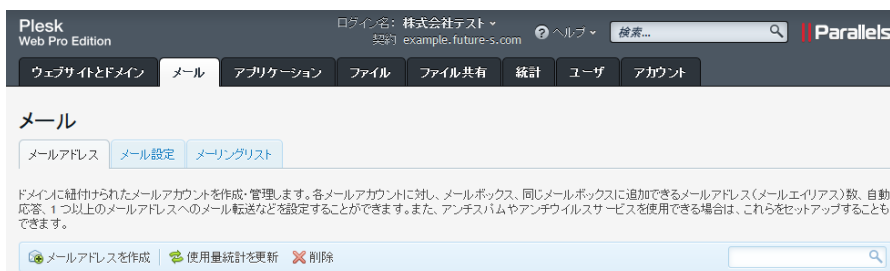 Plesk
Web Pro Edition
ログイン名: 株式会社テスト
契約 example.future-s.com
ヘルプ
検索...
Parallels
ウェブサイトとドメイン メール アプリケーション ファイル ファイル共有 統計 ユーザ アカウント
メール
メールアドレス メール設定 メーリングリスト
ドメインに紐付けられたメールアカウントを作成・管理します。各メールアカウントに対し、メールボックス、同じメールボックスに追加できるメールアドレス(メールエイリアス)数、自動
応答、1 つ以上のメールアドレスへのメール転送などを設定することができます。また、アンチスパムやアンチウイルスサービスを使用できる場合は、これらをセットアップすることも
できます。
メールアドレスを作成 使用量統計を更新 削除